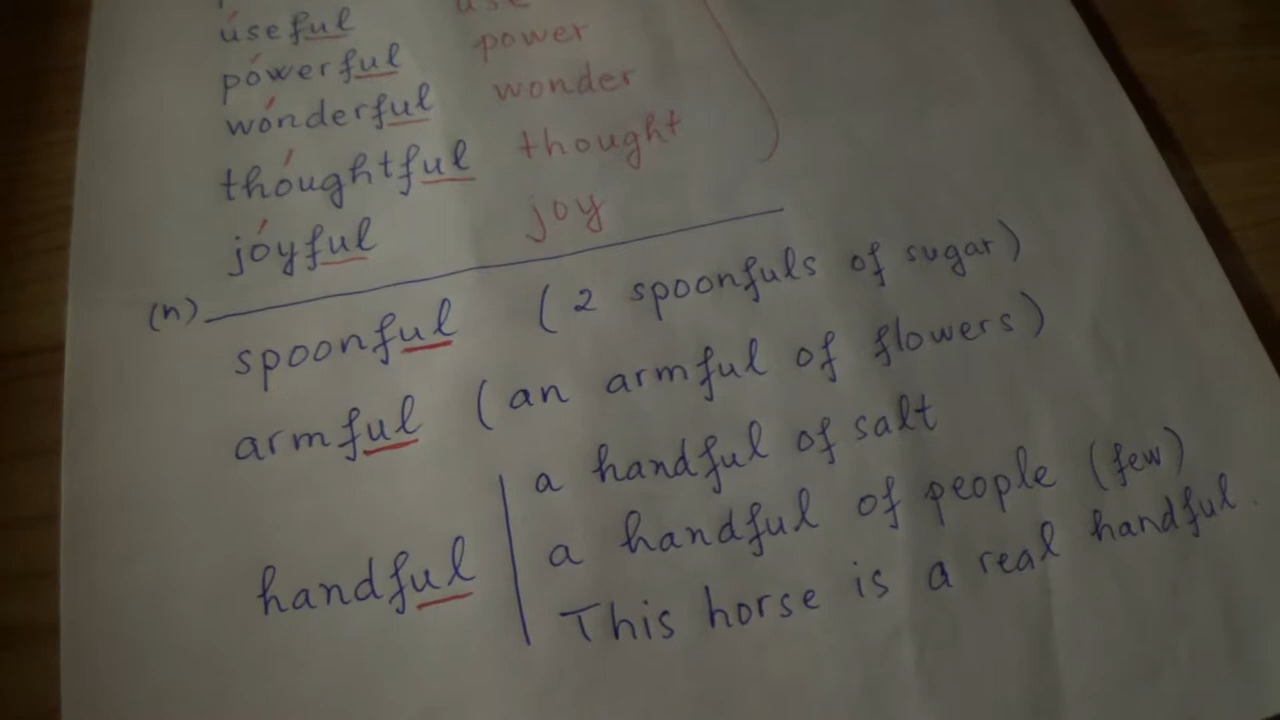 useful use
powerful power
wonderful wonder
thoughtful thought
joyful joy
(n)
spoonful (2 spoonfuls of sugar)
armful (an armful of flowers)
a handful of salt
handful a handful of people (few)
This horse is a real handful.